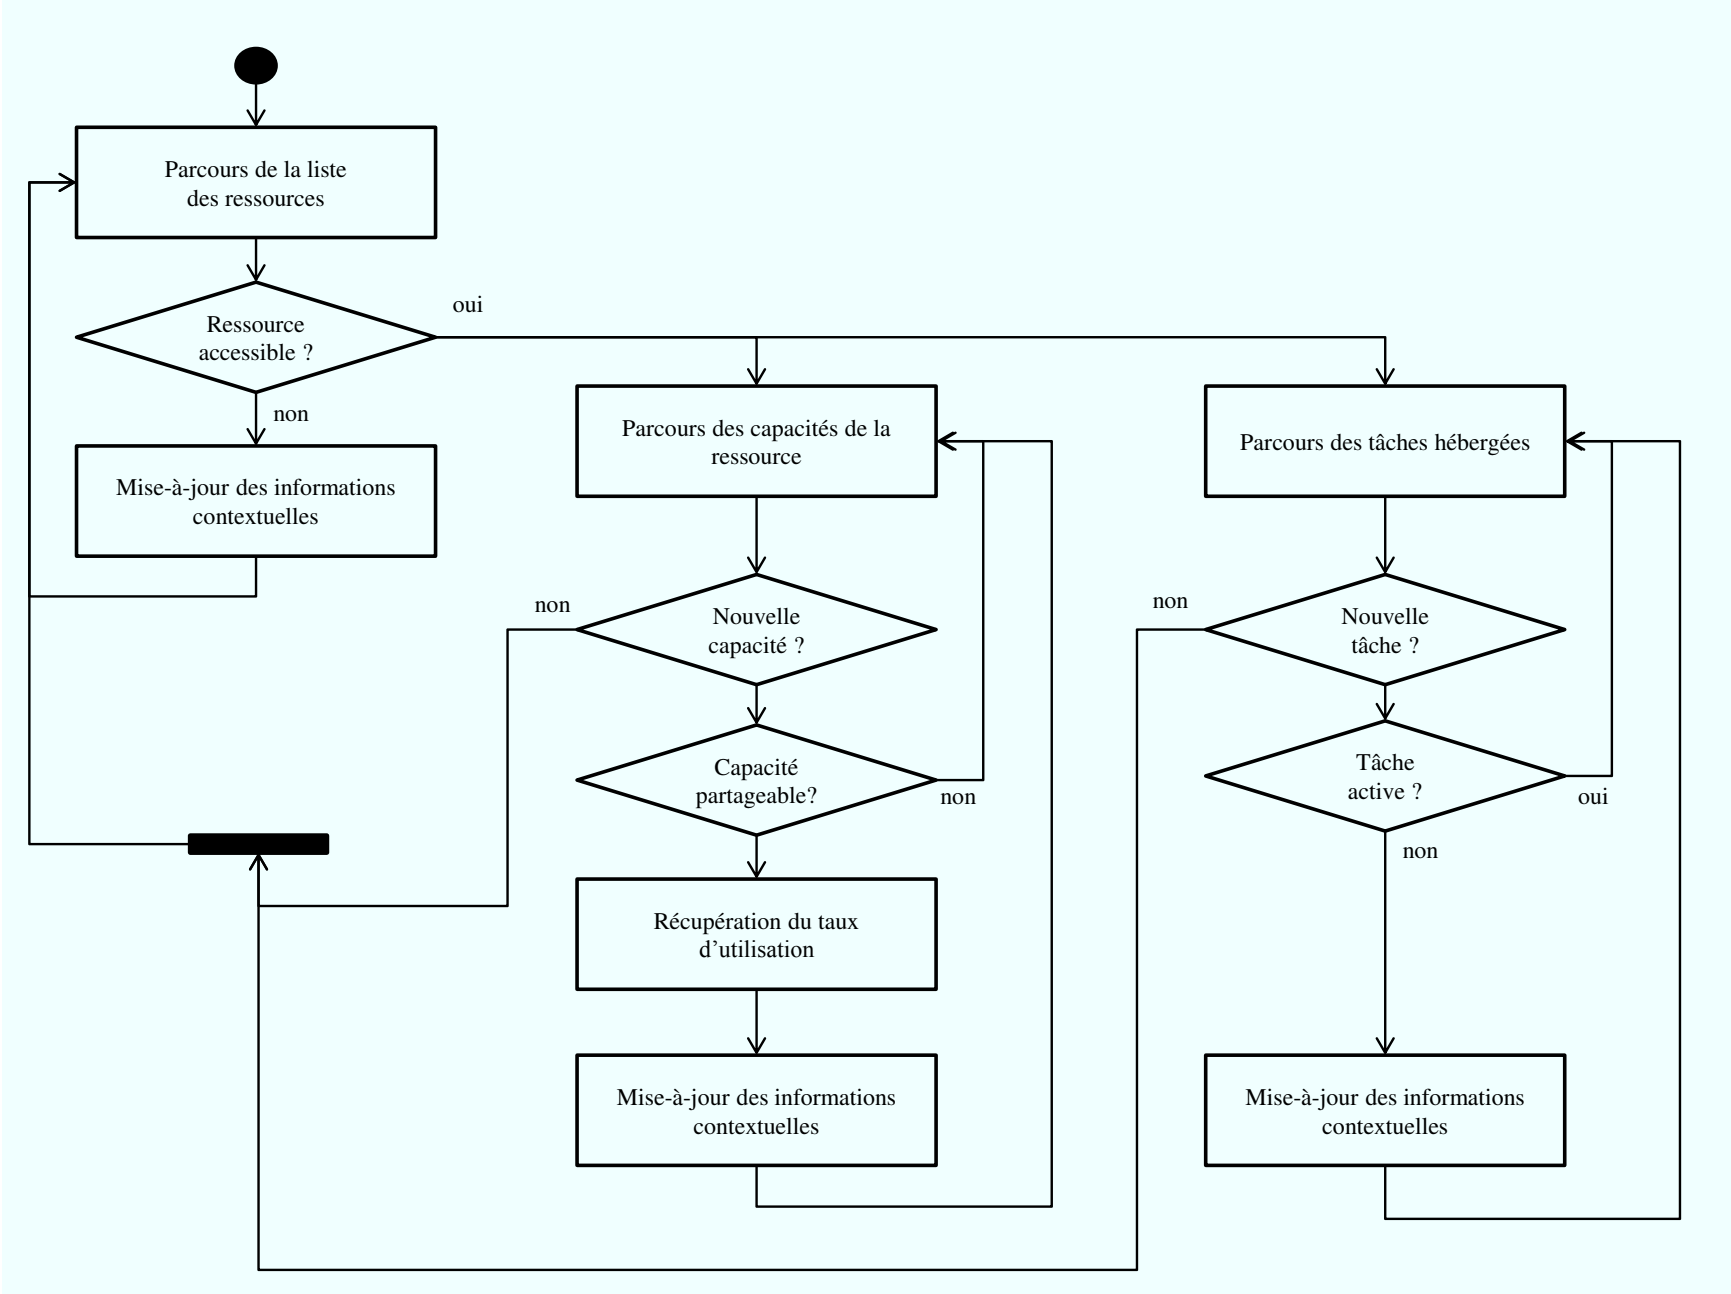 Parcours de la liste
des ressources
Ressource
accessible ?
oui
non
Mise-à-jour des informations
contextuelles
Parcours des capacités de la
ressource
non
Nouvelle
capacité ?
Capacité
partageable?
non
Récupération du taux
d’utilisation
Mise-à-jour des informations
contextuelles
Parcours des tâches hébergées
non
Nouvelle
tâche ?
Tâche
active ?
oui
non
Mise-à-jour des informations
contextuelles